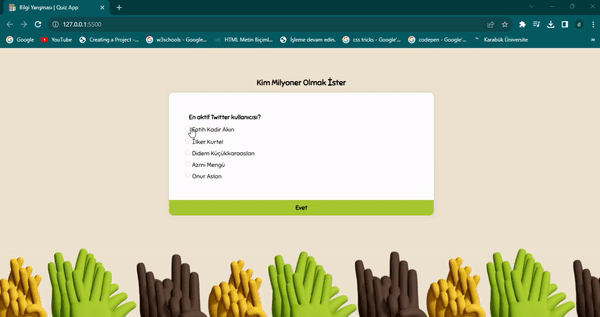 Bilgi Yarışması | Quiz App
127.0.0.1:5500
Google YouTube Creating a Project -... w3schools - Google... HTML Metin Biçiml... İşleme devam edin. css tricks - Google'... codepen - Google'... Karabük Üniversite
Kim Milyoner Olmak İster
En aktif Twitter kullanıcısı?
Fatih Kadir Akın
İlker Kurtel
Didem Küçükkaraaslan
Azmi Mengü
Onur Aslan
Evet